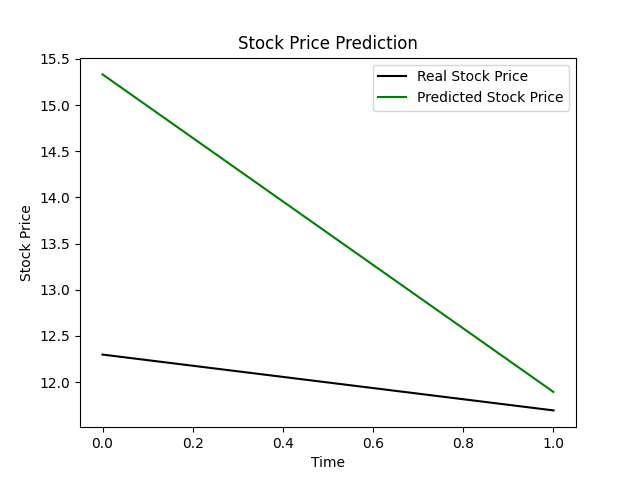 Stock Price Prediction
15.5
15.0
14.5
14.0
13.5
13.0
12.5
12.0
Stock Price
Real Stock Price
Predicted Stock Price
0.0 0.2 0.4 0.6 0.8 1.0
Time